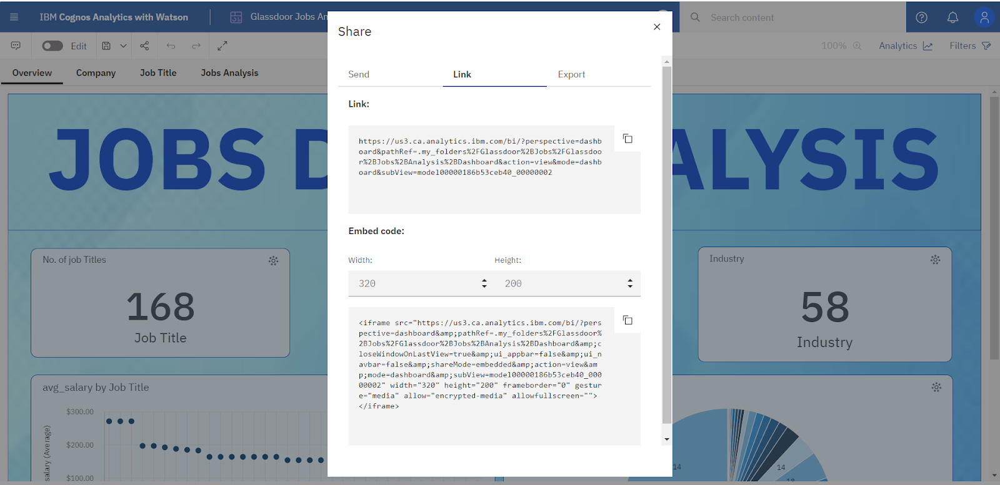 IBM Cognos Analytics with Watson
Glassdoor Jobs An
Search content
Edit
100%
Analytics
Filters
Overview
Company
Job Title
Jobs Analysis
JOBS D
ALYSIS
Share
Send
Link
Export
Link:
https://us3.ca.analytics.ibm.com/bi/?perspective=dashb
oard&pathRef=.my_folders%2FGlassdoor%2BJobs%2FGlassdoo
r%2BJobs%2BAnalysis%2BDashboard&action=view&mode=dashb
oard&subView=model00000186b53ceb40_00000002
Embed code:
Width:
Height:
320
200
<iframe src="https://us3.ca.analytics.ibm.com/bi/?pers
pective=dashboard&amp;pathRef=.my_folders%2FGlassdoor%
2BJobs%2FGlassdoor%2BJobs%2BAnalysis%2BDashboard&amp;c
loseWindowOnLastView=true&amp;ui_appbar=false&amp;ui_n
avbar=false&amp;shareMode=embedded&amp;action=view&am
p;mode=dashboard&amp;subView=model00000186b53ceb40_000
00002" width="320" height="200" frameborder="0" gestur
e="media" allow="encrypted-media" allowfullscreen="">
</iframe>
No. of job Titles
168
Job Title
Industry
58
Industry
avg_salary by Job Title
$300.00
$200.00
$100.00
salary (Average)
14
14
18